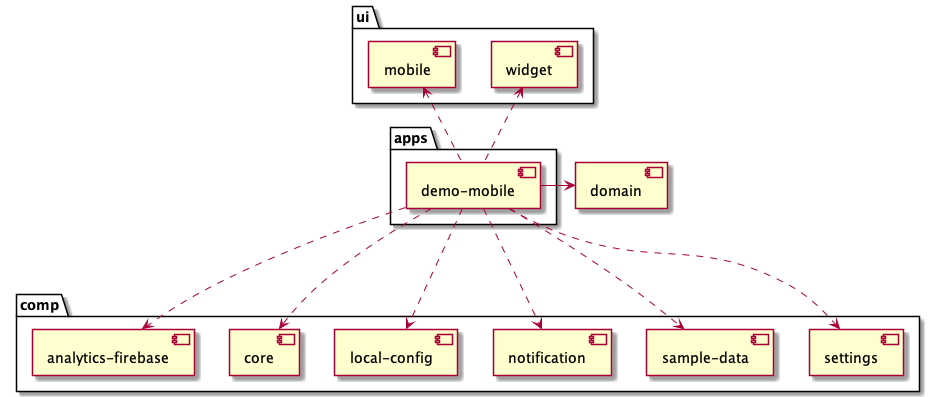 ui
mobile
widget
apps
demo-mobile
domain
comp
analytics-firebase
core
local-config
notification
sample-data
settings